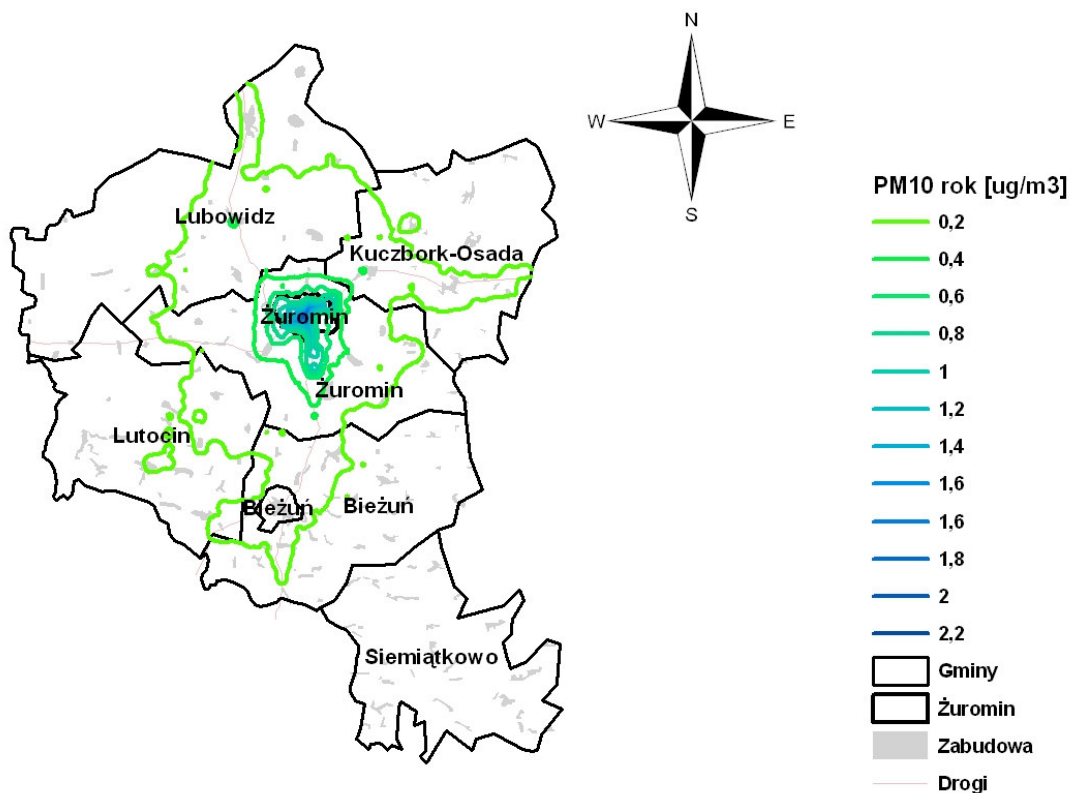 N
W
E
S
Lubowidz
Kuczbork-Osada
Żuromin
Żuromin
Lutocin
Bieżuń
Bieżuń
Siemiątkowo
PM10 rok [ug/m3]
0,2
0,4
0,6
0,8
1
1,2
1,4
1,6
1,6
1,8
2
2,2
Gminy
Żuromin
Zabudowa
Drogi